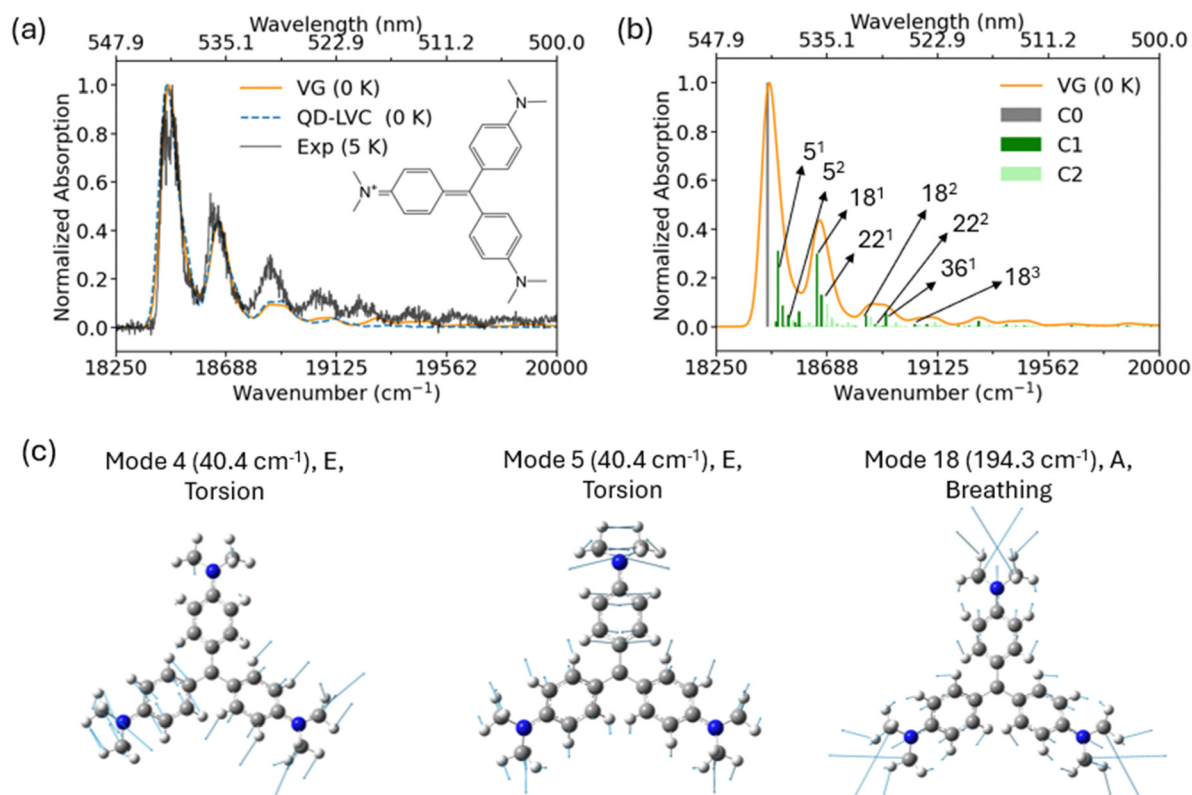 (a)
Wavelength (nm)
547.9 535.1 522.9 511.2 500.0
Normalized Absorption
1.0
0.8
0.6
0.4
0.2
0.0
VG (0 K)
QD-LVC (0 K)
Exp (5 K)
N
N⁺
N
18250 18688 19125 19562 20000
Wavenumber (cm⁻¹)
(b)
Wavelength (nm)
547.9 535.1 522.9 511.2 500.0
Normalized Absorption
1.0
0.8
0.6
0.4
0.2
0.0
VG (0 K)
C0
C1
C2
5¹
5²
18¹
22¹
18²
22²
36¹
18³
18250 18688 19125 19562 20000
Wavenumber (cm⁻¹)
(c)
Mode 4 (40.4 cm⁻¹), E,
Torsion
Mode 5 (40.4 cm⁻¹), E,
Torsion
Mode 18 (194.3 cm⁻¹), A,
Breathing